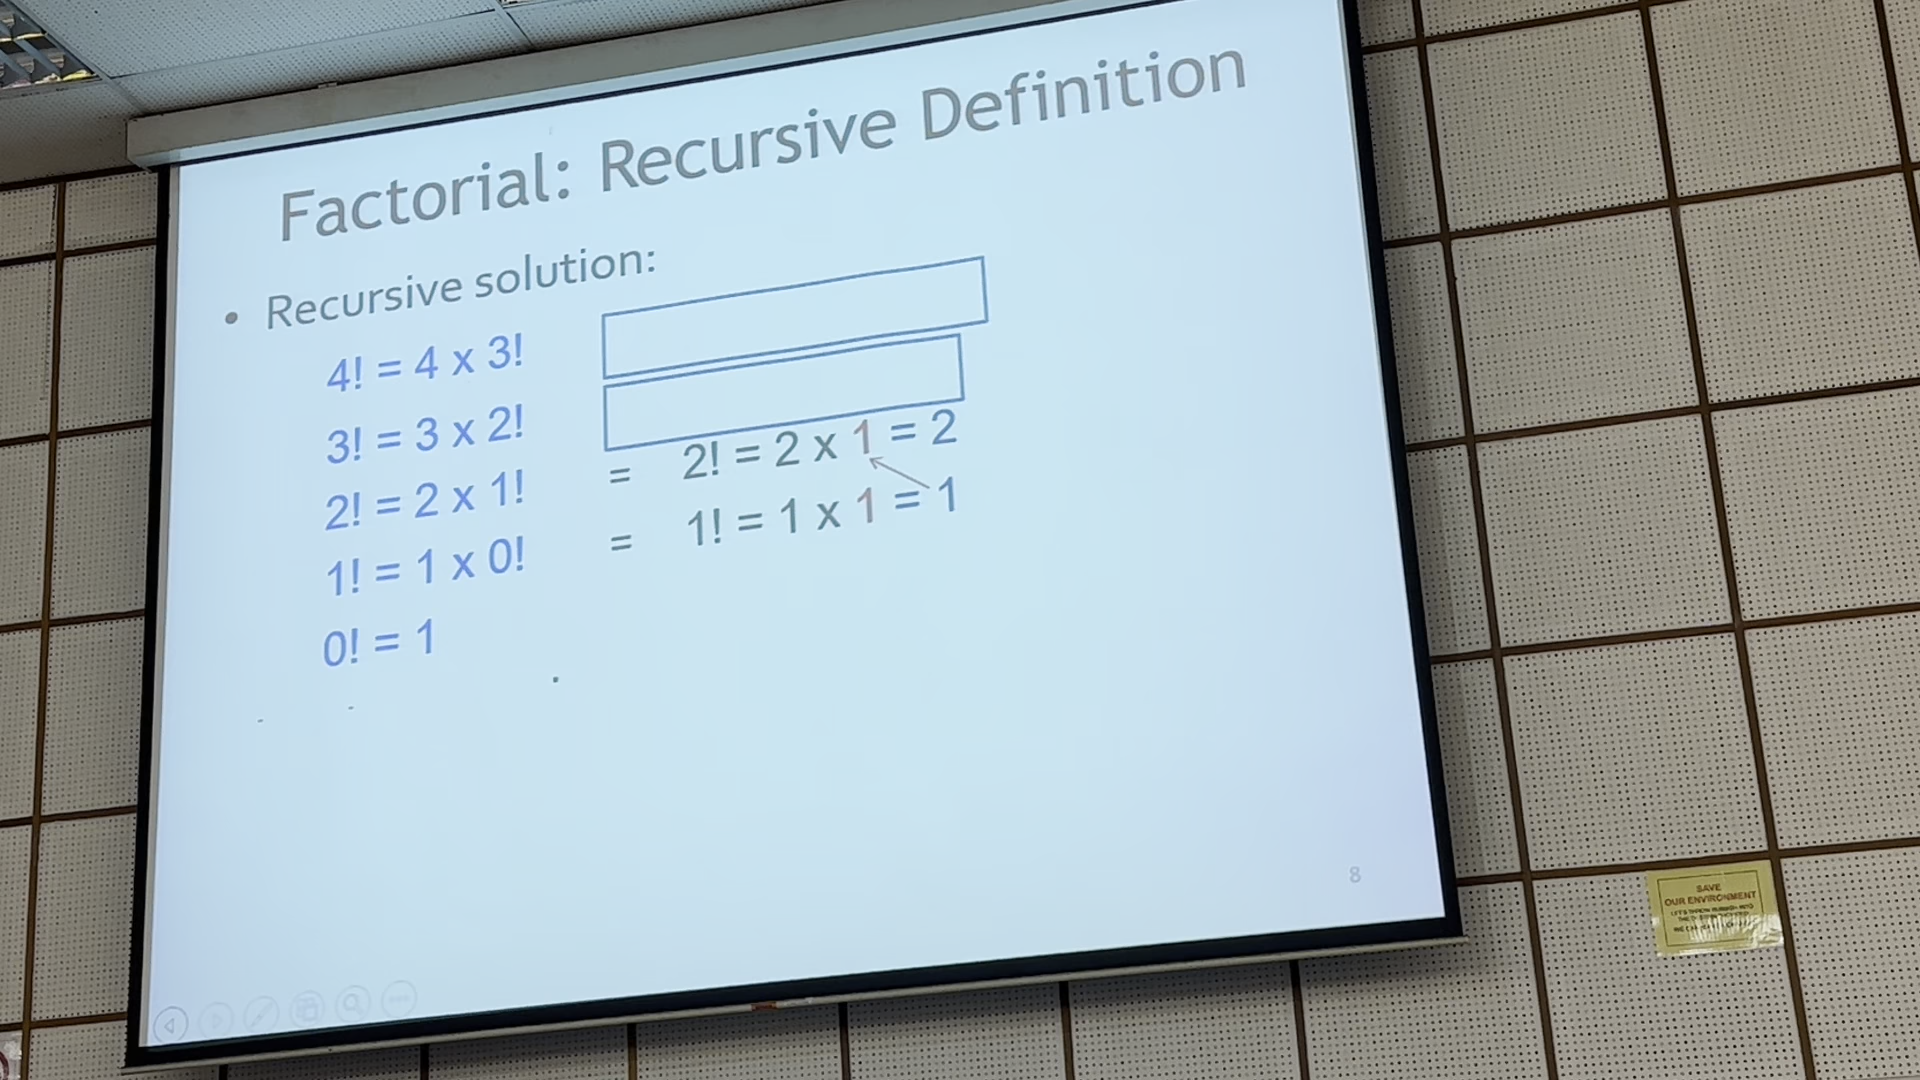 Factorial: Recursive Definition
• Recursive solution:
4! = 4 x 3!
3! = 3 x 2!
2! = 2 x 1!
= 2! = 2 x 1 = 2
1! = 1 x 0!
= 1! = 1 x 1 = 1
0! = 1
8
SAVE
OUR ENVIRONMENT